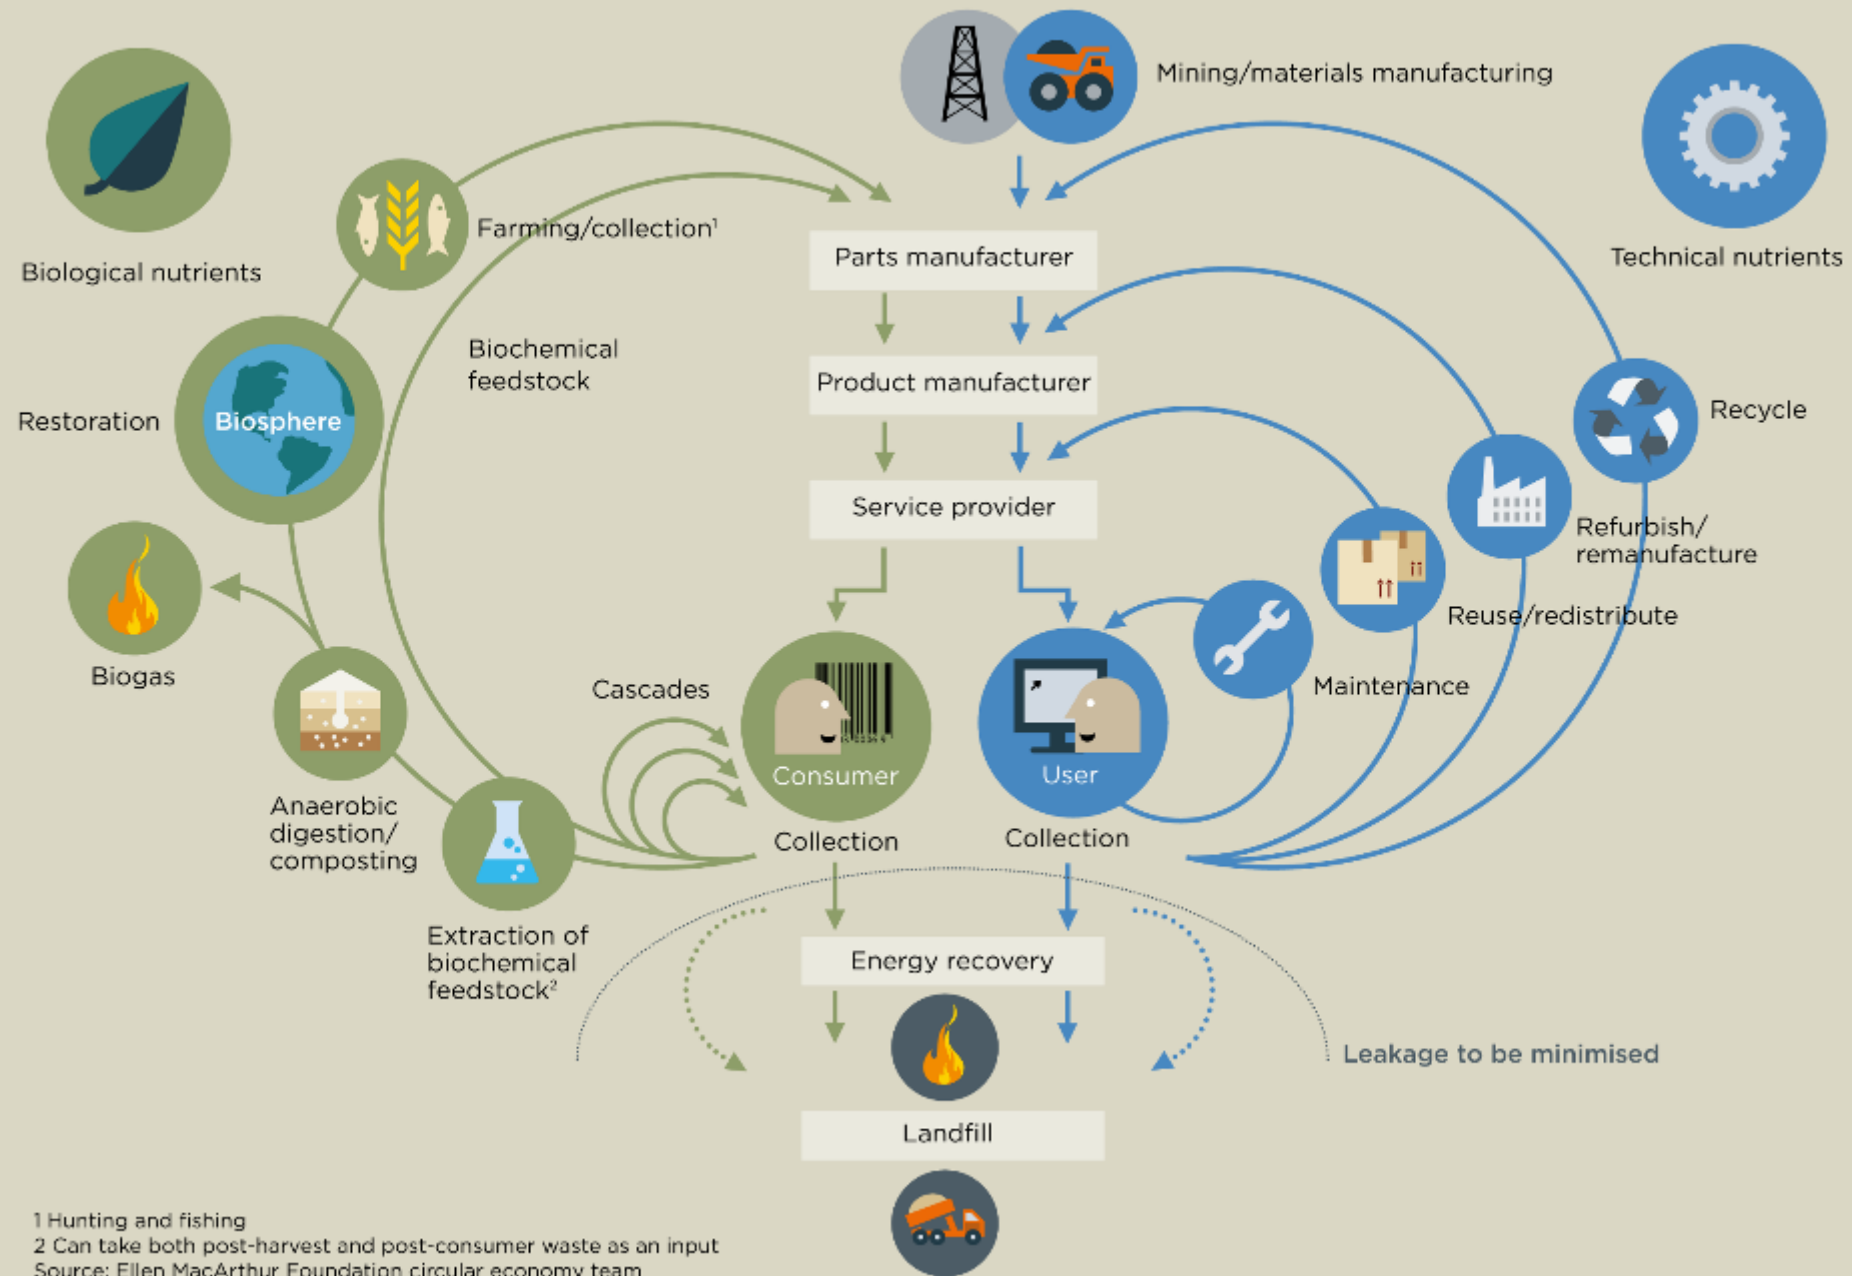 Mining/materials manufacturing
Biological nutrients
Technical nutrients
Farming/collection¹
Parts manufacturer
Biochemical
feedstock
Product manufacturer
Restoration
Biosphere
Recycle
Service provider
Refurbish/
remanufacture
Reuse/redistribute
Biogas
Cascades
Maintenance
Consumer
User
Anaerobic
digestion/
composting
Collection
Collection
Extraction of
biochemical
feedstock²
Energy recovery
Leakage to be minimised
Landfill
1 Hunting and fishing
2 Can take both post-harvest and post-consumer waste as an input
Source: Ellen MacArthur Foundation circular economy team